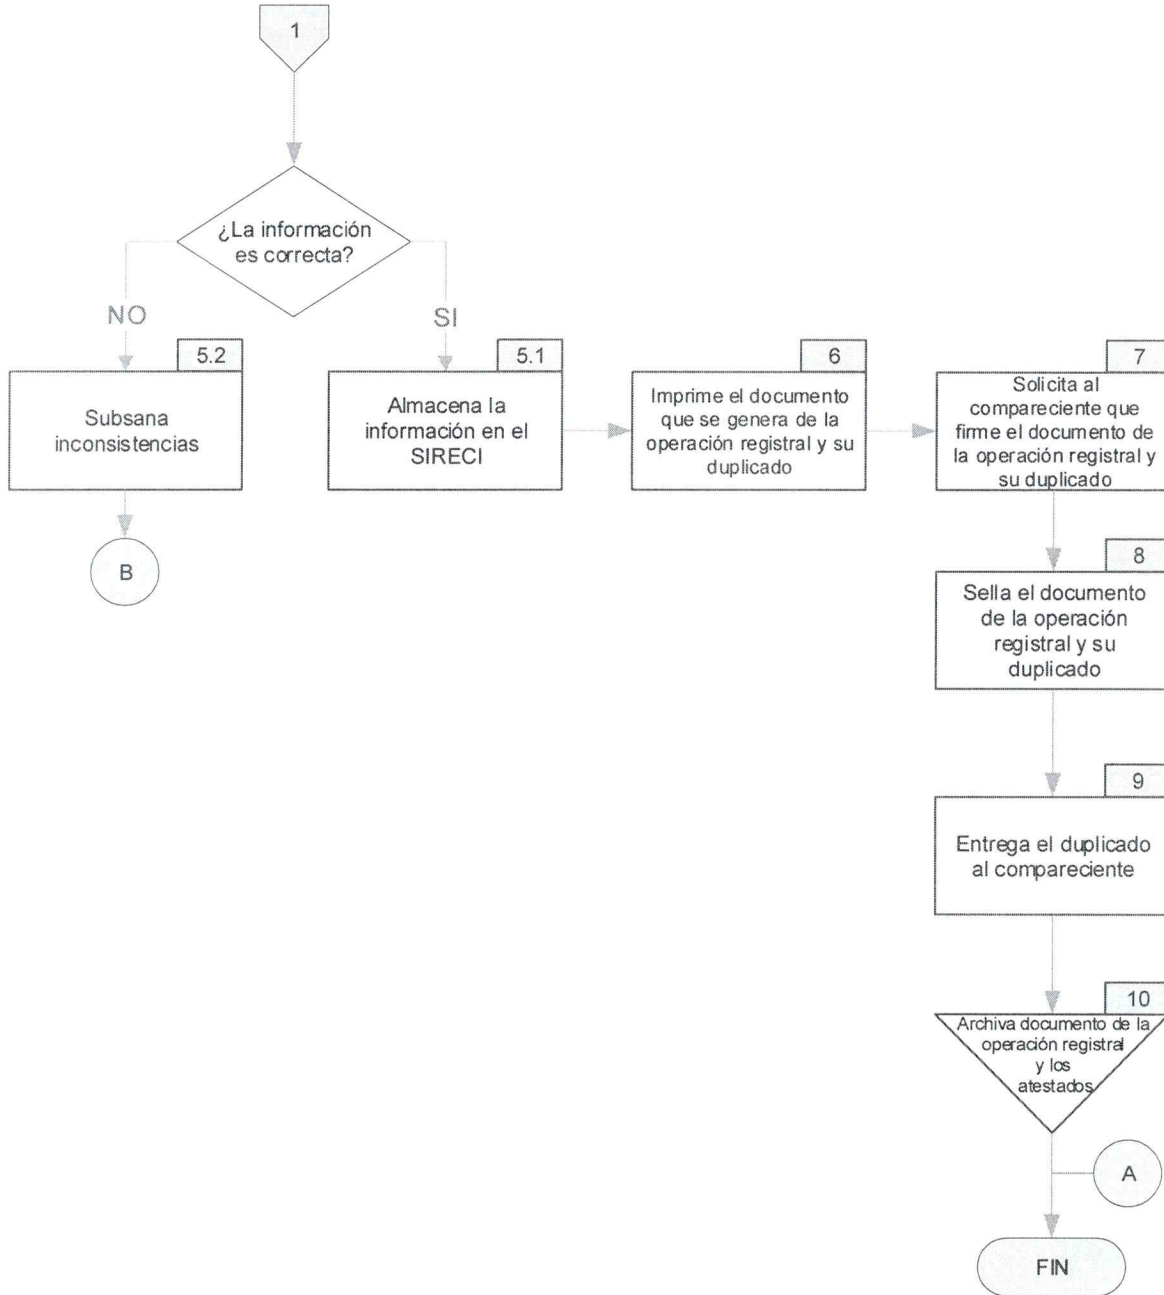 1
¿La información
es correcta?
NO
SI
5.2
Subsana
inconsistencias
B
5.1
Almacena la
información en el
SIRECI
6
Imprime el documento
que se genera de la
operación registral y su
duplicado
7
Solicita al
compareciente que
firme el documento de
la operación registral y
su duplicado
8
Sella el documento
de la operación
registral y su
duplicado
9
Entrega el duplicado
al compareciente
10
Archiva documento de la
operación registral
y los
atestados
A
FIN